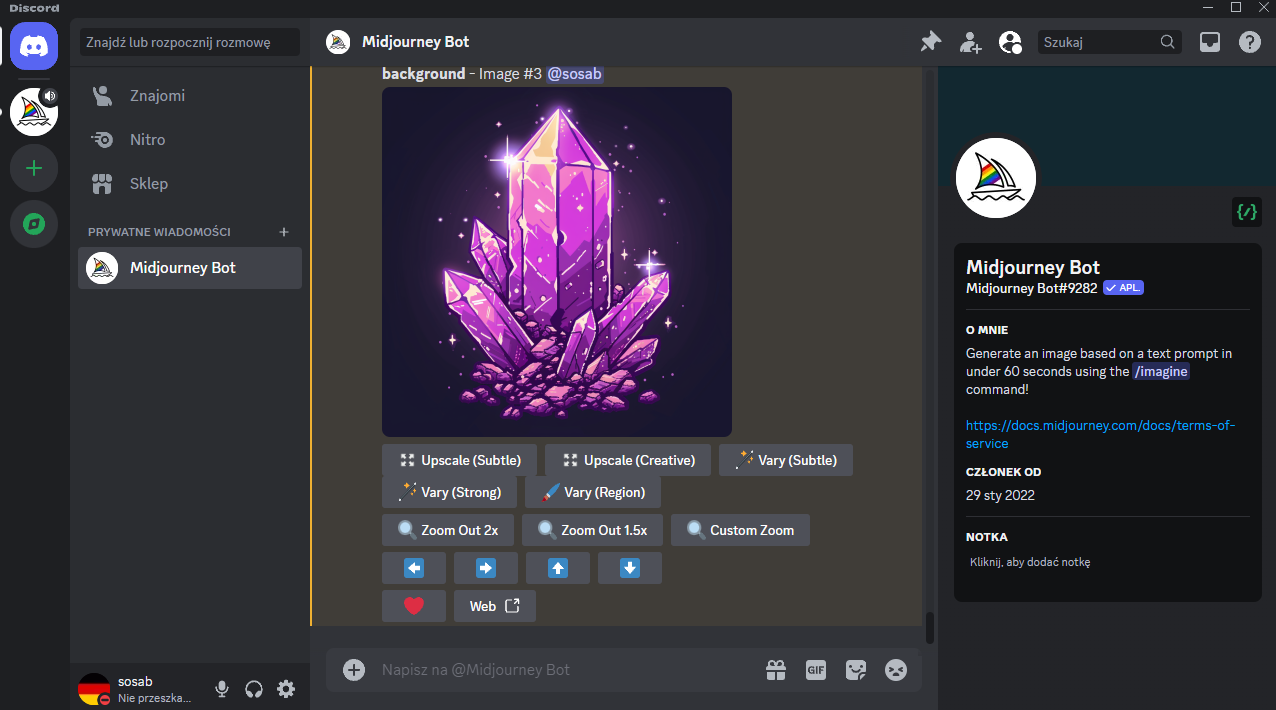 Discord
Znajdź lub rozpocznij rozmowę
Znajomi
Nitro
Sklep
PRYWATNE WIADOMOŚCI
Midjourney Bot
sosab
Nie przeszka...
Midjourney Bot
Szukaj
background - Image #3 @sosab
Upscale (Subtle)
Upscale (Creative)
Vary (Subtle)
Vary (Strong)
Vary (Region)
Zoom Out 2x
Zoom Out 1.5x
Custom Zoom
Web
Napisz na @Midjourney Bot
GIF
Midjourney Bot
Midjourney Bot#9282 APL.
O MNIE
Generate an image based on a text prompt in
under 60 seconds using the /imagine
command!
https://docs.midjourney.com/docs/terms-of-
service
CZŁONEK OD
29 sty 2022
NOTKA
Kliknij, aby dodać notkę